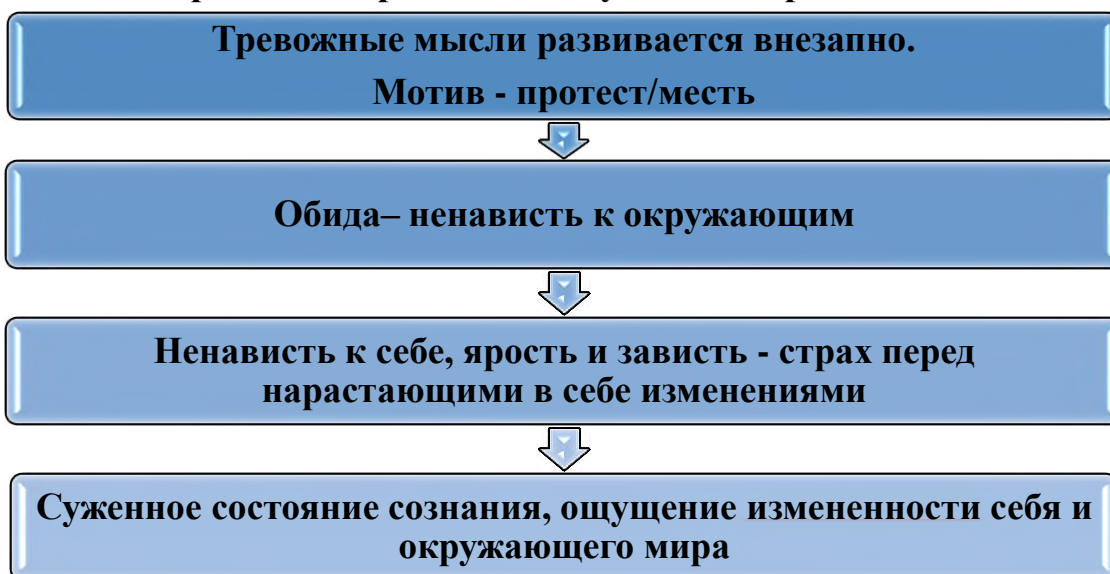 Тревожные мысли развивается внезапно.
Мотив - протест/месть
Обида– ненависть к окружающим
Ненависть к себе, ярость и зависть - страх перед
нарастающими в себе изменениями
Суженное состояние сознания, ощущение измененности себя и
окружающего мира